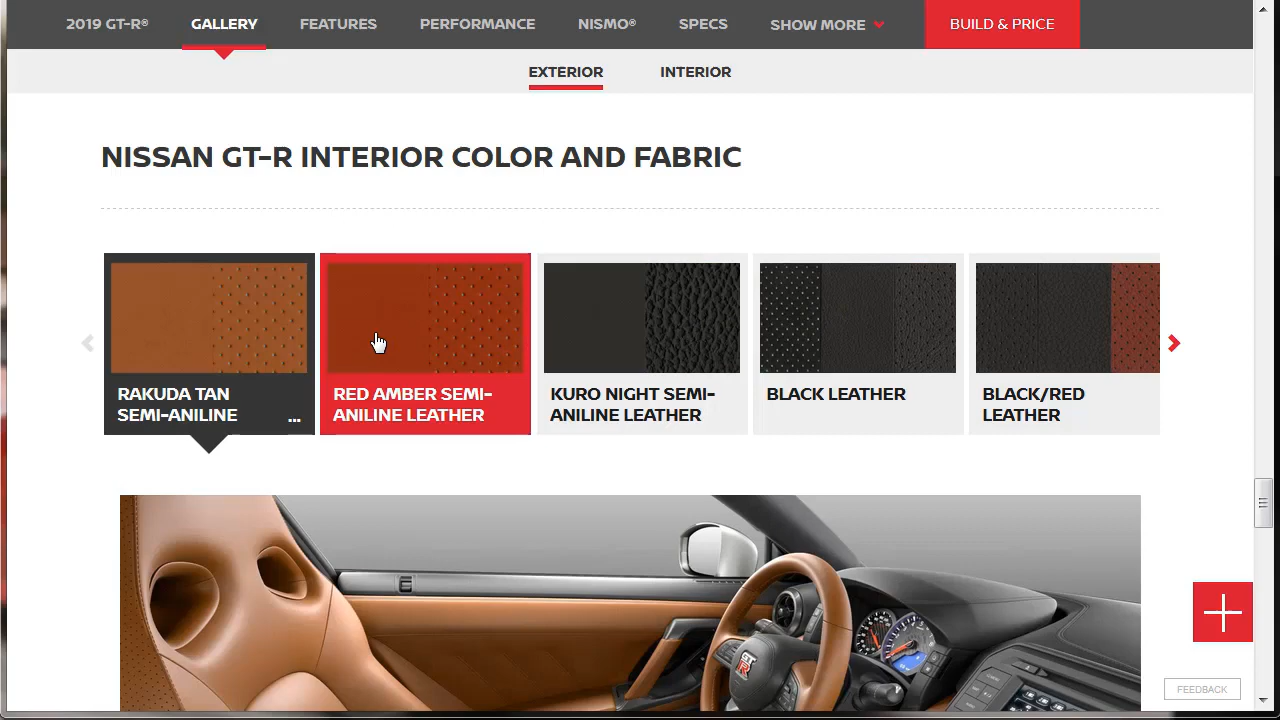 2019 GT-R®
GALLERY
FEATURES
PERFORMANCE
NISMO®
SPECS
SHOW MORE
BUILD & PRICE
EXTERIOR
INTERIOR
NISSAN GT-R INTERIOR COLOR AND FABRIC
RAKUDA TAN
SEMI-ANILINE ...
RED AMBER SEMI-
ANILINE LEATHER
KURO NIGHT SEMI-
ANILINE LEATHER
BLACK LEATHER
BLACK/RED
LEATHER
GT-R
FEEDBACK